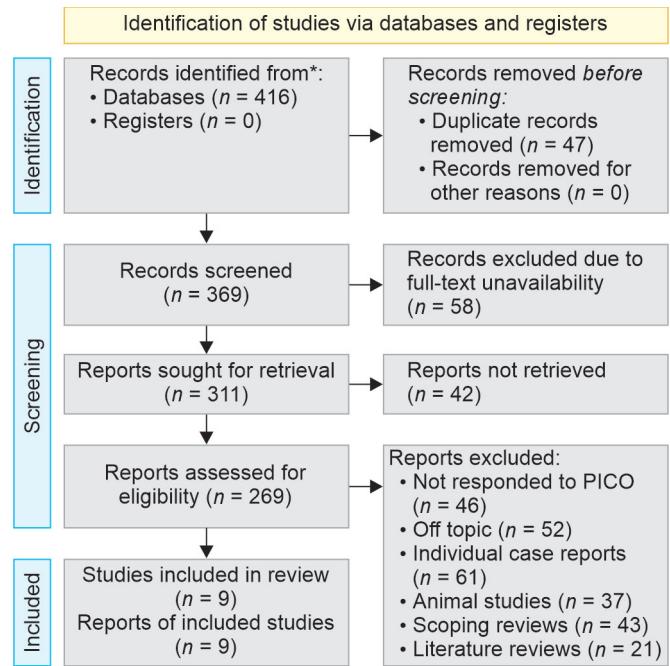 Identification of studies via databases and registers
Identification
Records identified from*:
• Databases (n = 416)
• Registers (n = 0)
Records removed before
screening:
• Duplicate records
removed (n = 47)
• Records removed for
other reasons (n = 0)
Screening
Records screened
(n = 369)
Records excluded due to
full-text unavailability
(n = 58)
Reports sought for retrieval
(n = 311)
Reports not retrieved
(n = 42)
Reports assessed for
eligibility (n = 269)
Reports excluded:
• Not responded to PICO
(n = 46)
• Off topic (n = 52)
• Individual case reports
(n = 61)
• Animal studies (n = 37)
• Scoping reviews (n = 43)
• Literature reviews (n = 21)
Included
Studies included in review
(n = 9)
Reports of included studies
(n = 9)